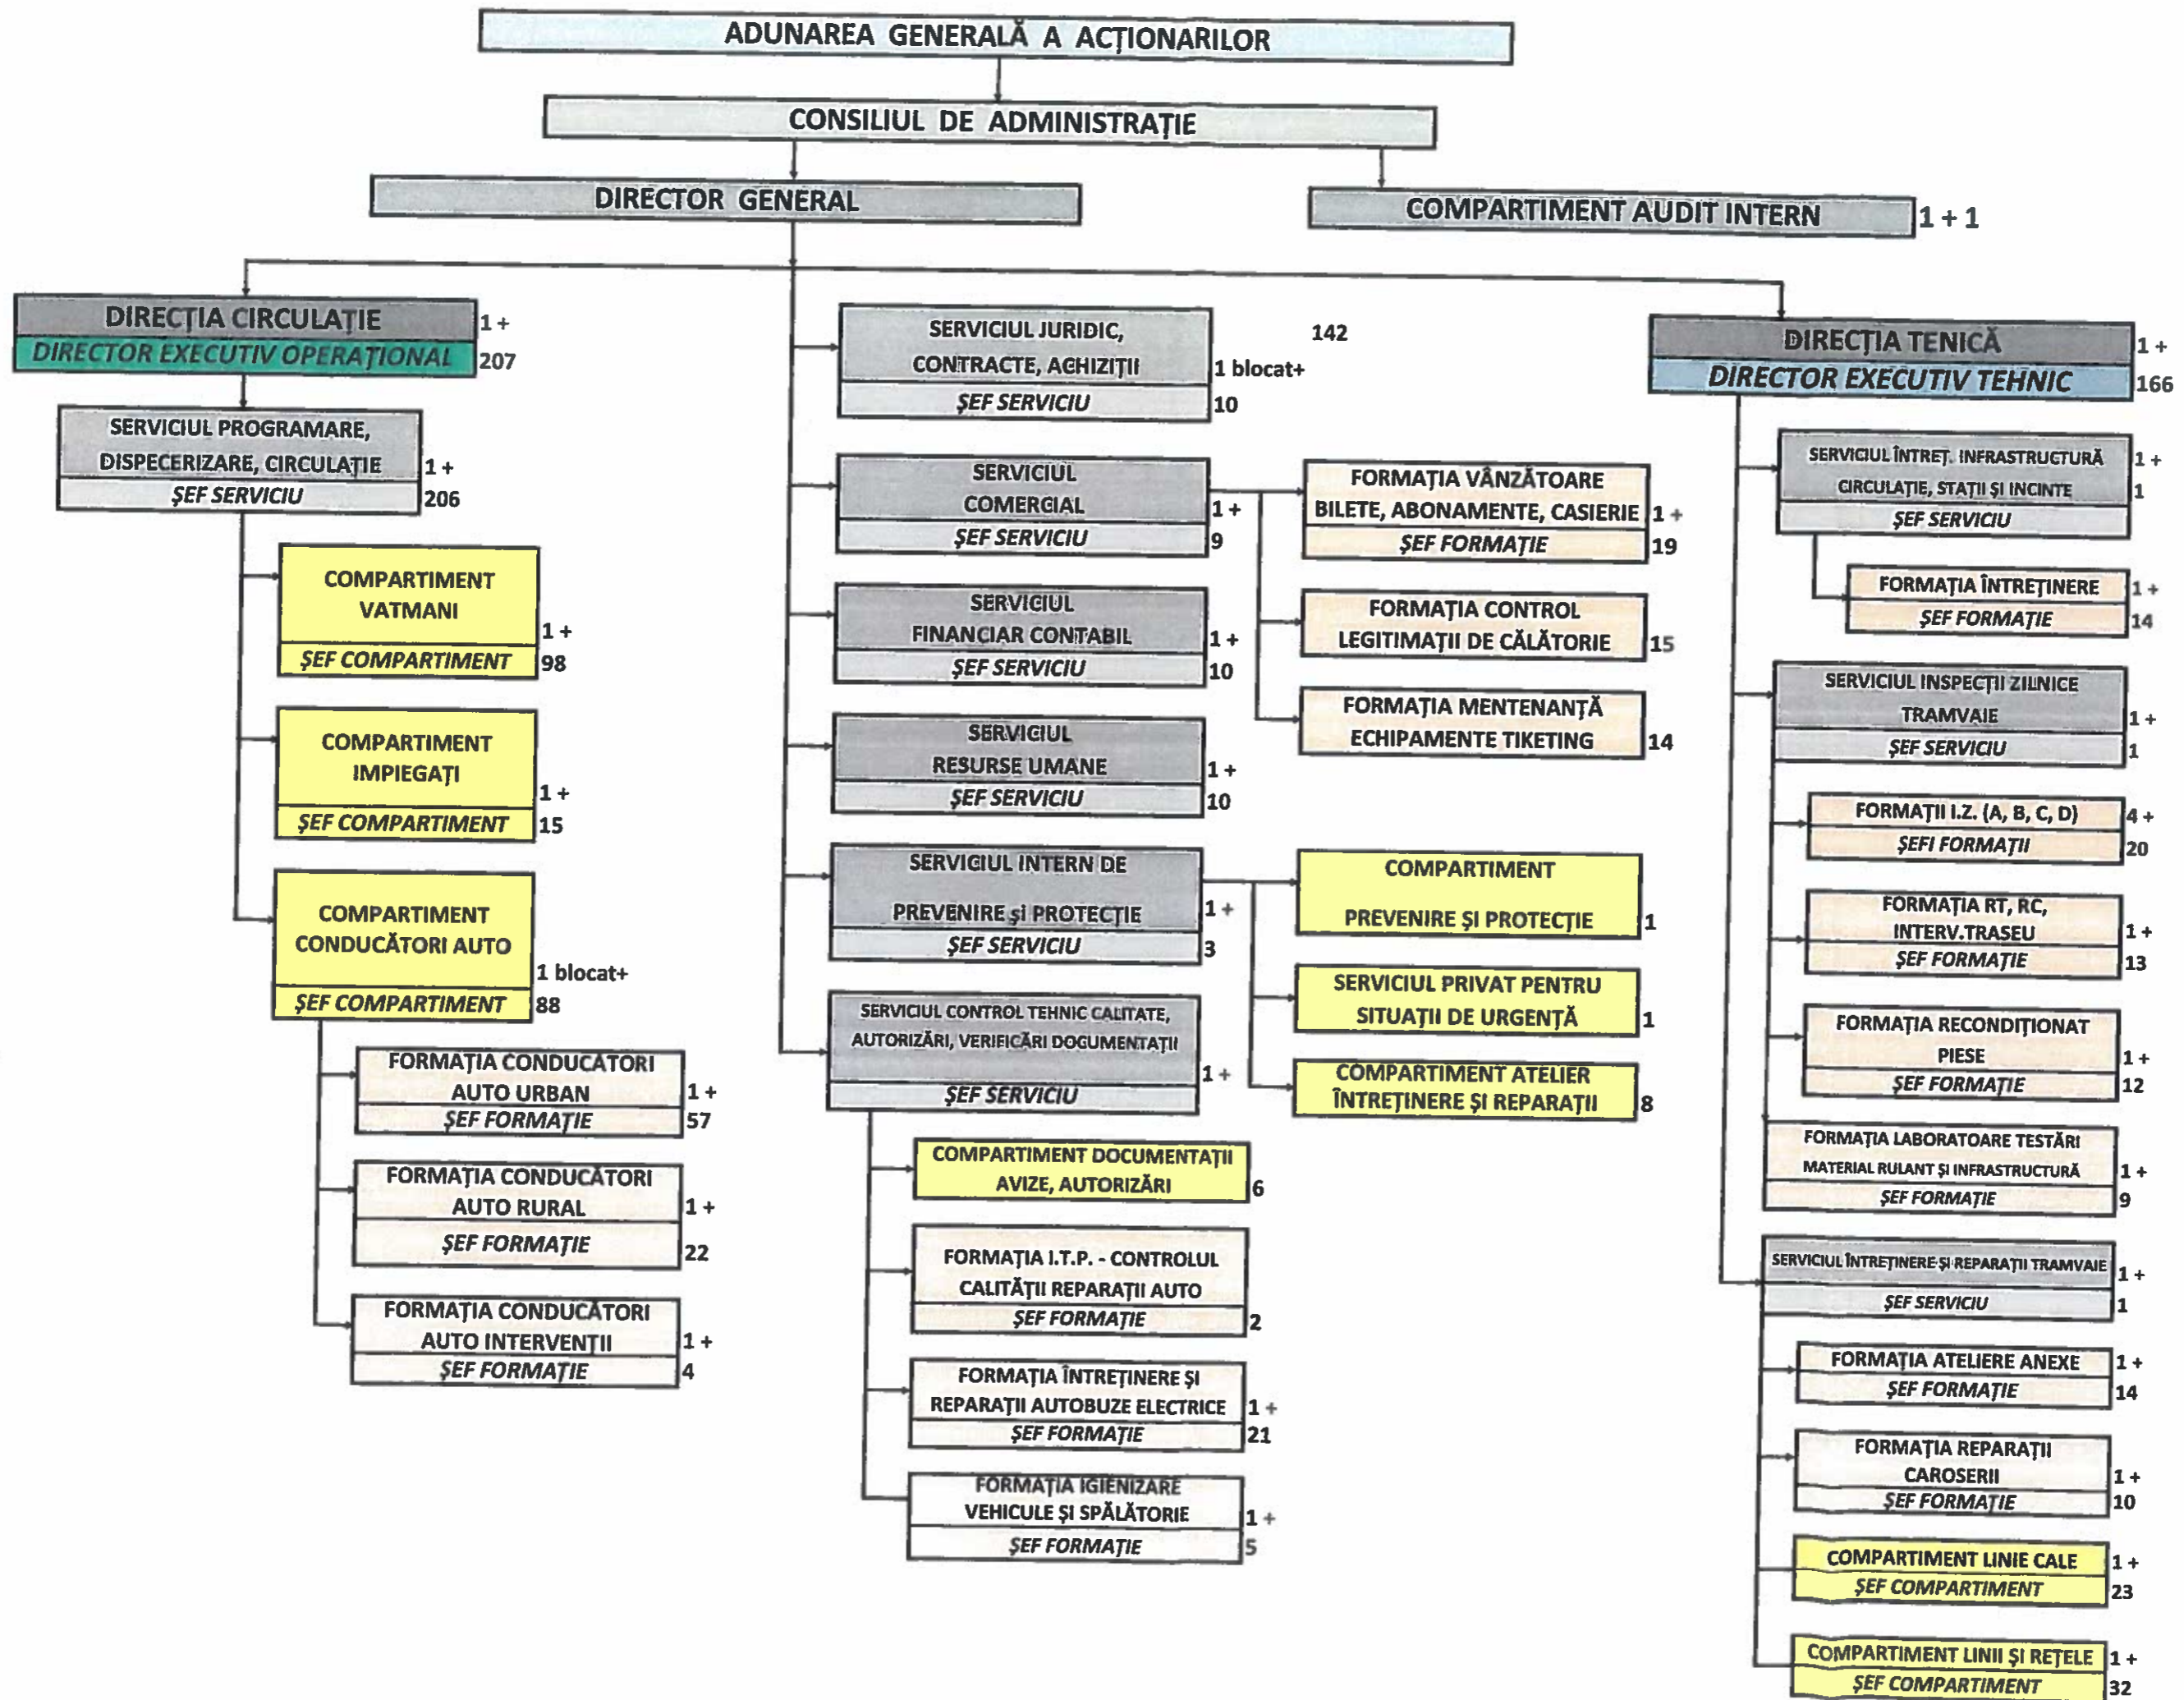 ADUNAREA GENERALĂ A ACȚIONARILOR
CONSILIUL DE ADMINISTRAȚIE
DIRECTOR GENERAL
COMPARTIMENT AUDIT INTERN
1 + 1
DIRECȚIA CIRCULAȚIE
1 +
DIRECTOR EXECUTIV OPERAȚIONAL
207
SERVICIUL PROGRAMARE,
DISPECERIZARE, CIRCULAȚIE
1 +
ȘEF SERVICIU
206
COMPARTIMENT
VATMANI
1 +
ȘEF COMPARTIMENT
98
COMPARTIMENT
IMPIEGAȚI
1 +
ȘEF COMPARTIMENT
15
COMPARTIMENT
CONDUCĂTORI AUTO
1 blocat+
ȘEF COMPARTIMENT
88
FORMAȚIA CONDUCĂTORI
AUTO URBAN
1 +
ȘEF FORMAȚIE
57
FORMAȚIA CONDUCĂTORI
AUTO RURAL
1 +
ȘEF FORMAȚIE
22
FORMAȚIA CONDUCĂTORI
AUTO INTERVENȚII
1 +
ȘEF FORMAȚIE
4
142
SERVICIUL JURIDIC,
CONTRACTE, ACHIZIȚII
1 blocat+
ȘEF SERVICIU
10
SERVICIUL
COMERCIAL
1 +
ȘEF SERVICIU
9
FORMAȚIA VÂNZĂTOARE
BILETE, ABONAMENTE, CASIERIE
1 +
ȘEF FORMAȚIE
19
FORMAȚIA CONTROL
LEGITIMAȚII DE CĂLĂTORIE
15
FORMAȚIA MENTENANȚĂ
ECHIPAMENTE TIKETING
14
SERVICIUL
FINANCIAR CONTABIL
1 +
ȘEF SERVICIU
10
SERVICIUL
RESURSE UMANE
1 +
ȘEF SERVICIU
10
SERVICIUL INTERN DE
PREVENIRE și PROTECȚIE
1 +
ȘEF SERVICIU
3
COMPARTIMENT
PREVENIRE ȘI PROTECȚIE
1
SERVICIUL PRIVAT PENTRU
SITUAȚII DE URGENȚĂ
1
COMPARTIMENT ATELIER
ÎNTREȚINERE ȘI REPARAȚII
8
SERVICIUL CONTROL TEHNIC CALITATE,
AUTORIZĂRI, VERIFICĂRI DOCUMENTAȚII
1 +
ȘEF SERVICIU
COMPARTIMENT DOCUMENTAȚII
AVIZE, AUTORIZĂRI
6
FORMAȚIA I.T.P. - CONTROLUL
CALITĂȚII REPARAȚII AUTO
ȘEF FORMAȚIE
2
FORMAȚIA ÎNTREȚINERE ȘI
REPARAȚII AUTOBUZE ELECTRICE
1 +
ȘEF FORMAȚIE
21
FORMAȚIA IGIENIZARE
VEHICULE ȘI SPĂLĂTORIE
1 +
ȘEF FORMAȚIE
5
DIRECȚIA TENICĂ
1 +
DIRECTOR EXECUTIV TEHNIC
166
SERVICIUL ÎNTREȚ. INFRASTRUCTURĂ
1 +
CIRCULAȚIE, STAȚII ȘI INCINTE
1
ȘEF SERVICIU
FORMAȚIA ÎNTREȚINERE
1 +
ȘEF FORMAȚIE
14
SERVICIUL INSPECȚII ZILNICE
TRAMVAIE
1 +
ȘEF SERVICIU
1
FORMAȚII I.Z. (A, B, C, D)
4 +
ȘEFI FORMAȚII
20
FORMAȚIA RT, RC,
INTERV.TRASEU
1 +
ȘEF FORMAȚIE
13
FORMAȚIA RECONDIȚIONAT
PIESE
1 +
ȘEF FORMAȚIE
12
FORMAȚIA LABORATOARE TESTĂRI
MATERIAL RULANT ȘI INFRASTRUCTURĂ
1 +
ȘEF FORMAȚIE
9
SERVICIUL ÎNTREȚINERE ȘI REPARAȚII TRAMVAIE
1 +
ȘEF SERVICIU
1
FORMAȚIA ATELIERE ANEXE
1 +
ȘEF FORMAȚIE
14
FORMAȚIA REPARAȚII
CAROSERII
1 +
ȘEF FORMAȚIE
10
COMPARTIMENT LINIE CALE
1 +
ȘEF COMPARTIMENT
23
COMPARTIMENT LINII ȘI REȚELE
1 +
ȘEF COMPARTIMENT
32